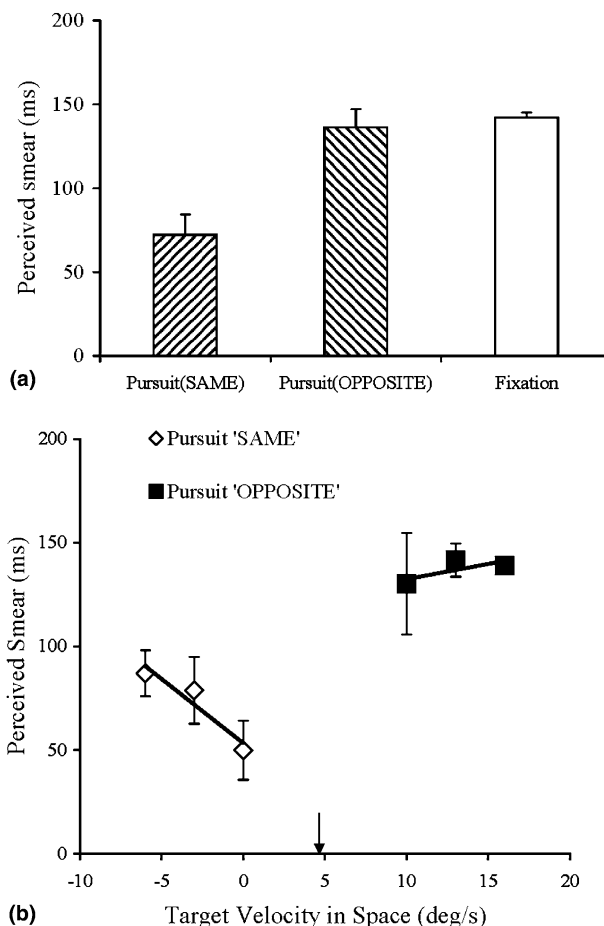 200
150
100
50
0
Perceived smear (ms)
Pursuit(SAME) Pursuit(OPPOSITE) Fixation
(a)
Pursuit 'SAME'
Pursuit 'OPPOSITE'
200
150
100
50
0
Perceived Smear (ms)
-10 -5 0 5 10 15 20
(b) Target Velocity in Space (deg/s)